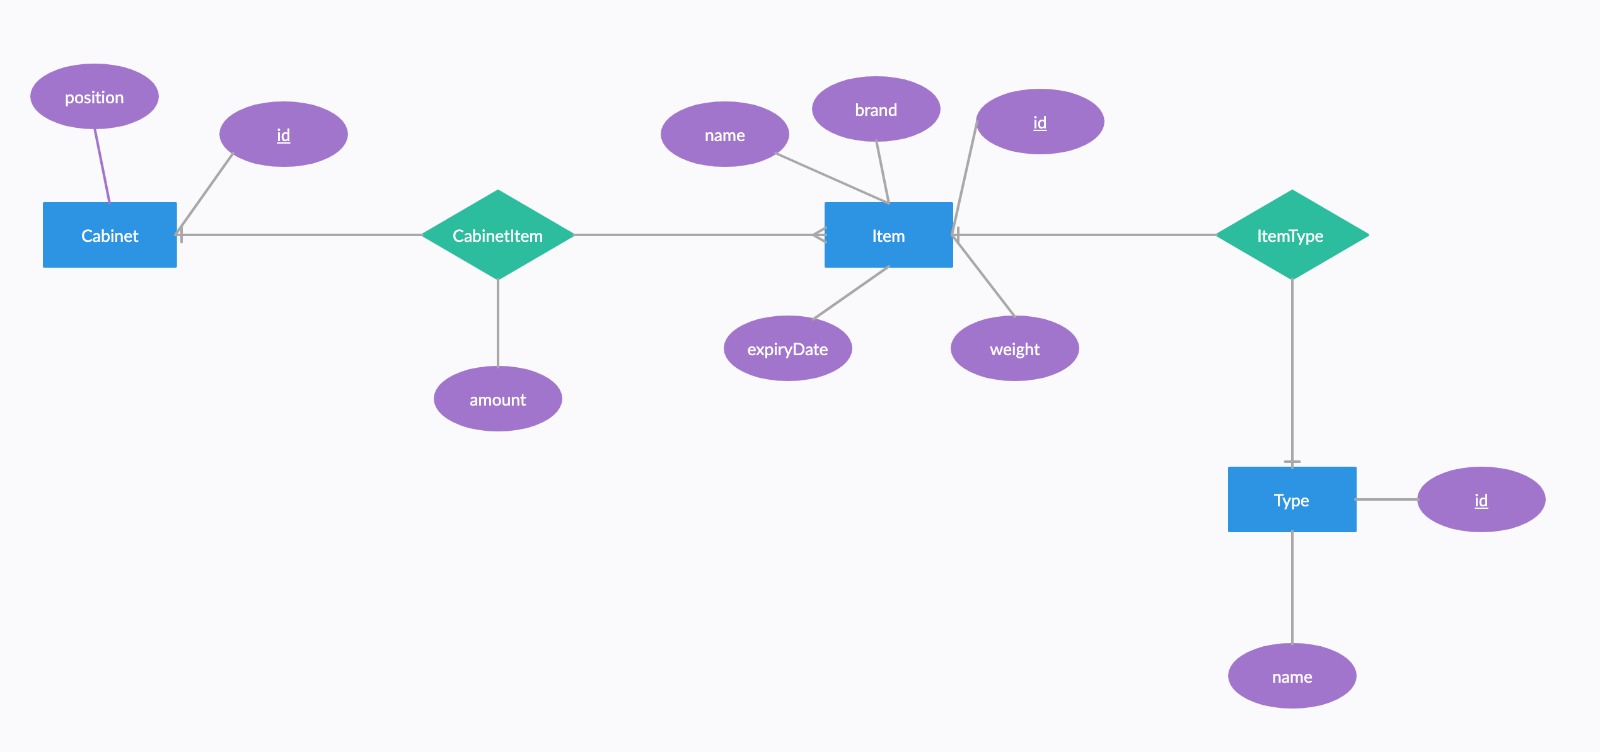 position
id
name
brand
id
Cabinet
CabinetItem
Item
ItemType
expiryDate
weight
amount
Type
id
name